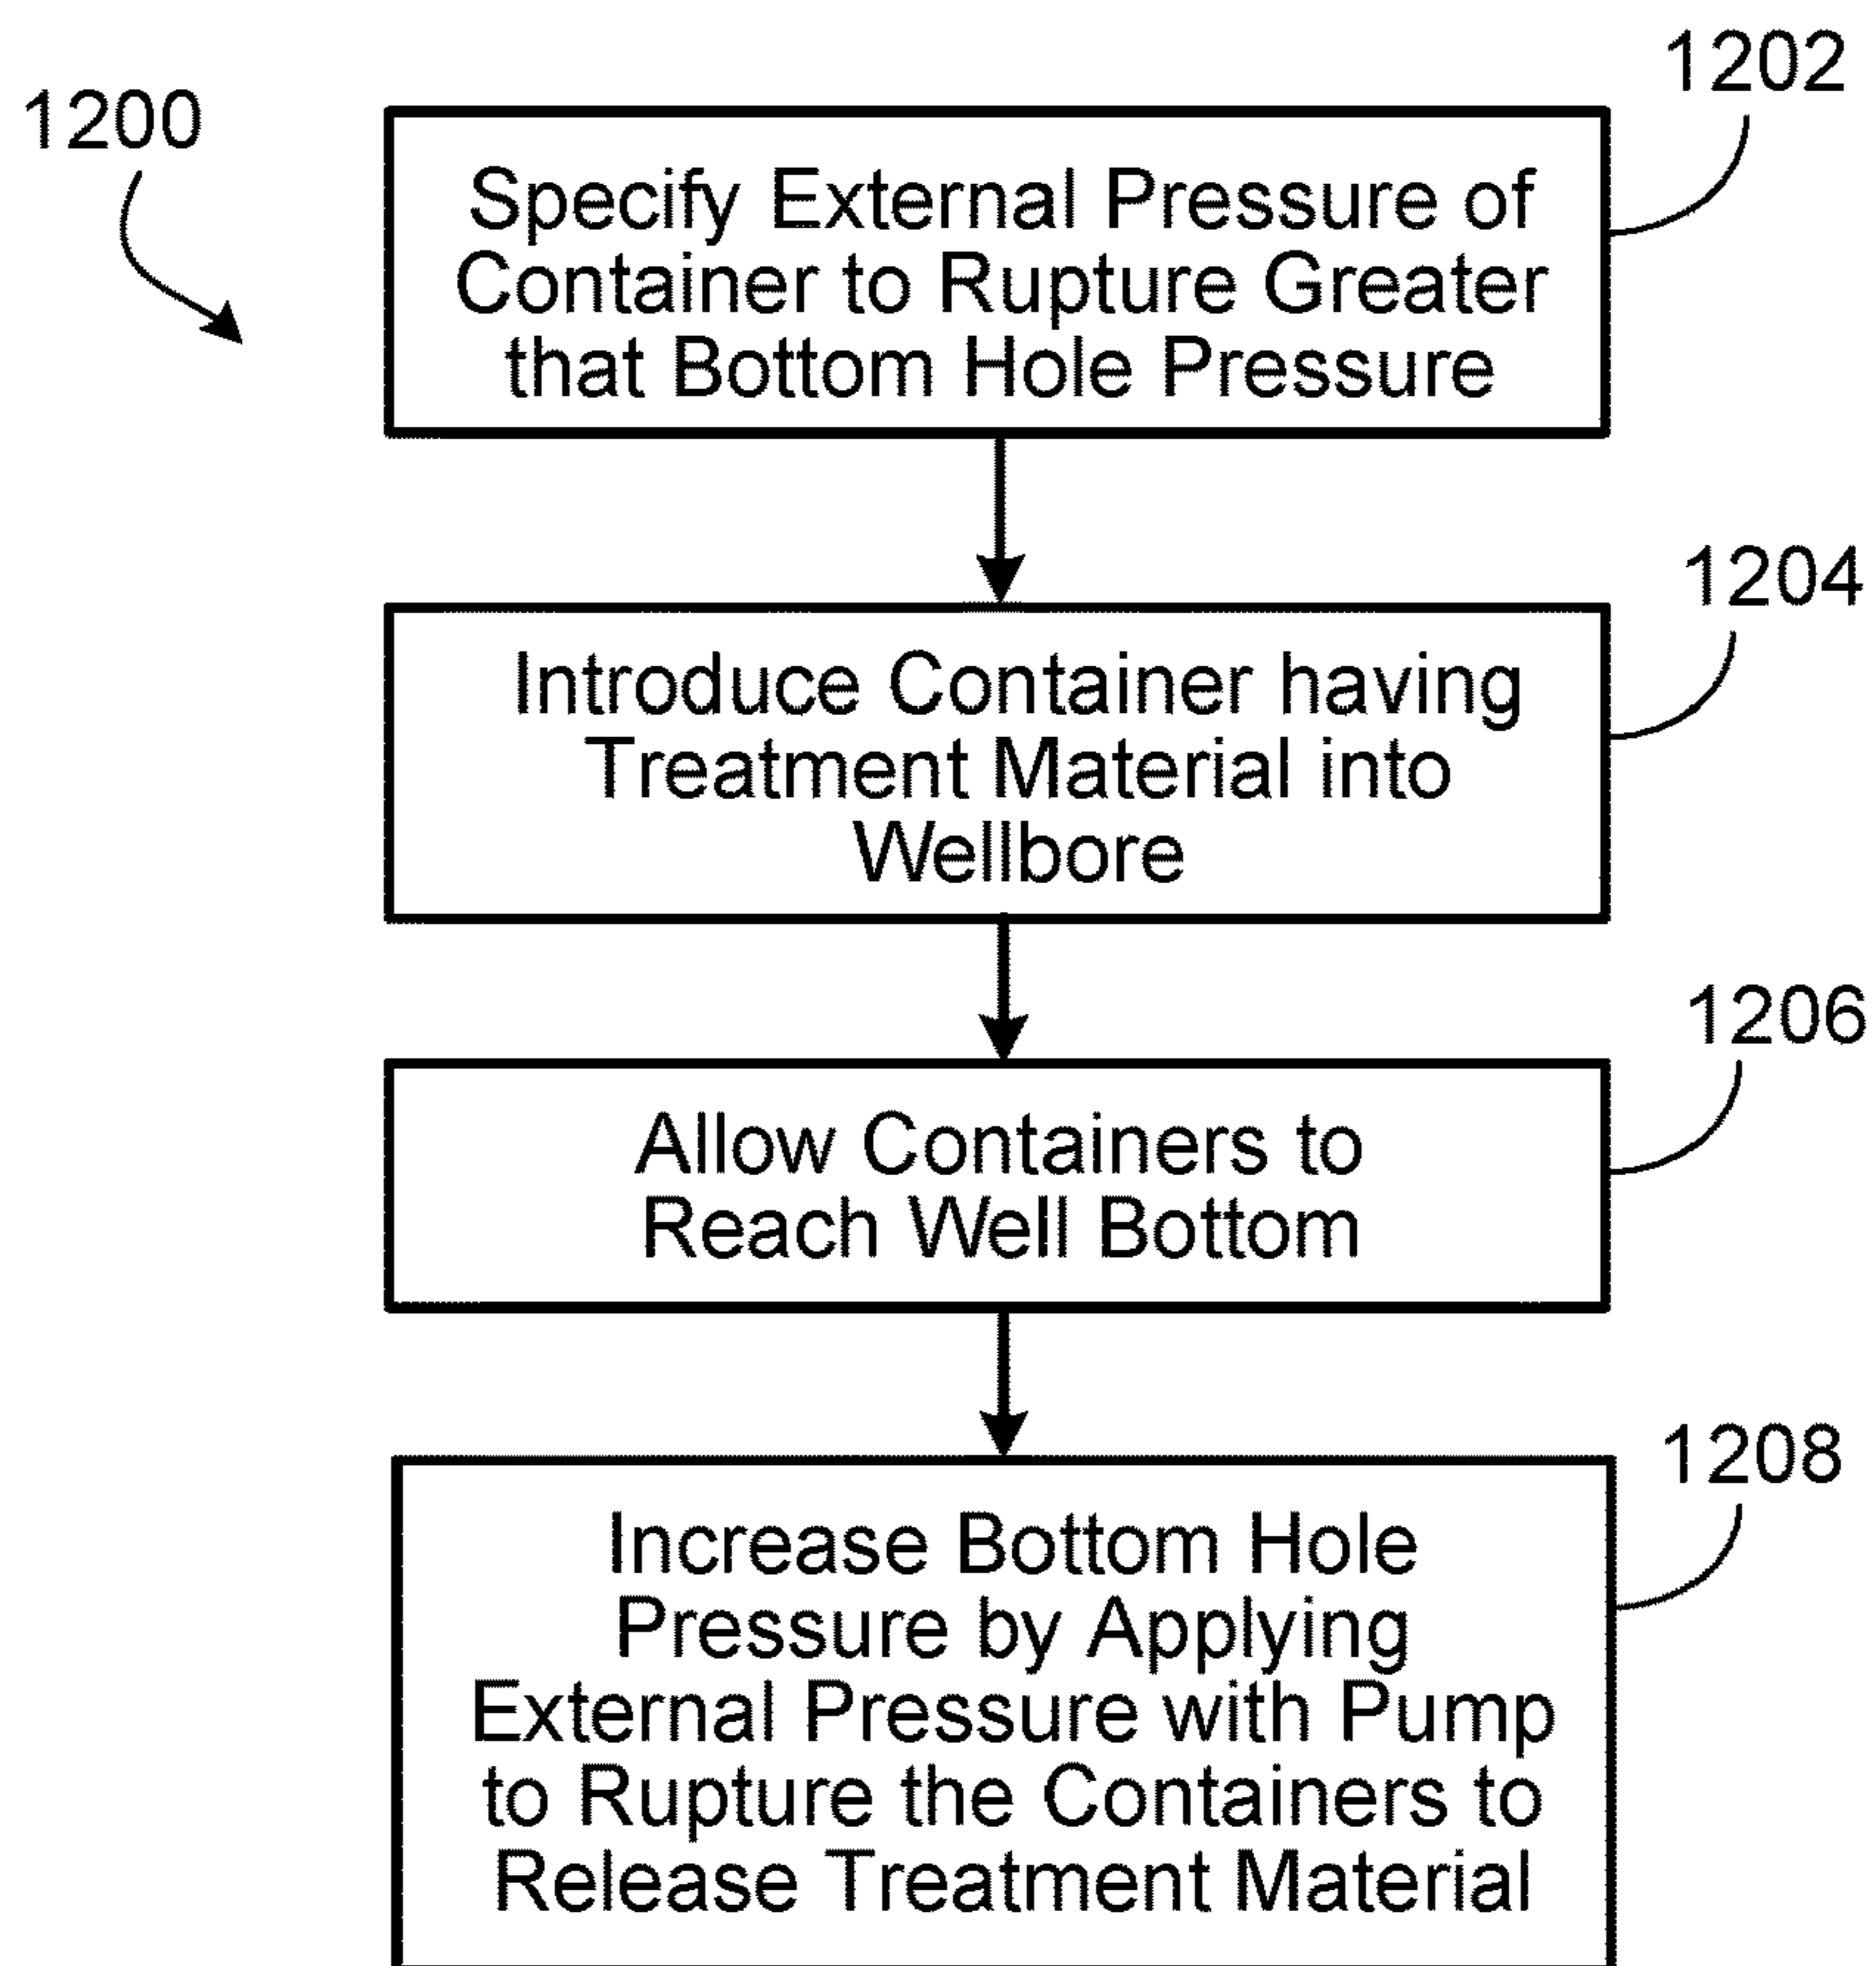 1200
1202
Specify External Pressure of
Container to Rupture Greater
that Bottom Hole Pressure
1204
Introduce Container having
Treatment Material into
Wellbore
1206
Allow Containers to
Reach Well Bottom
1208
Increase Bottom Hole
Pressure by Applying
External Pressure with Pump
to Rupture the Containers to
Release Treatment Material